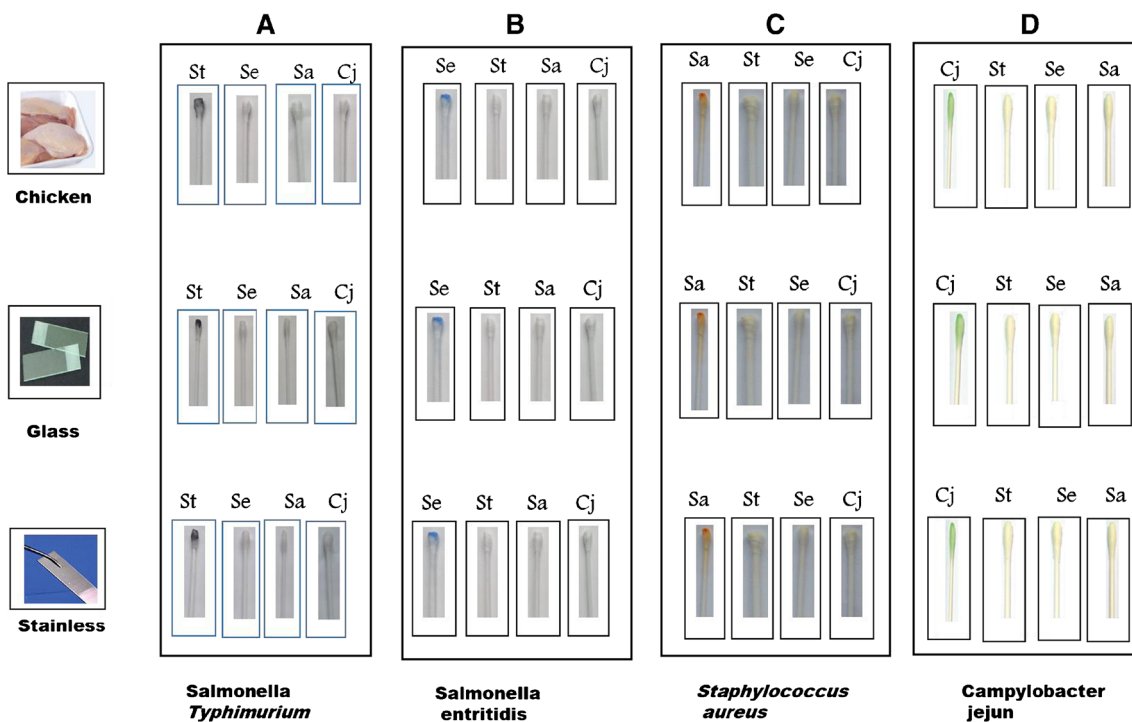 A B C D
St Se Sa Cj Se St Sa Cj Sa St Se Cj Cj St Se Sa
Chicken
St Se Sa Cj Se St Sa Cj Sa St Se Cj Cj St Se Sa
Glass
St Se Sa Cj Se St Sa Cj Sa St Se Cj Cj St Se Sa
Stainless
Salmonella
Typhimurium
Salmonella
entritidis
Staphylococcus
aureus
Campylobacter
jejun